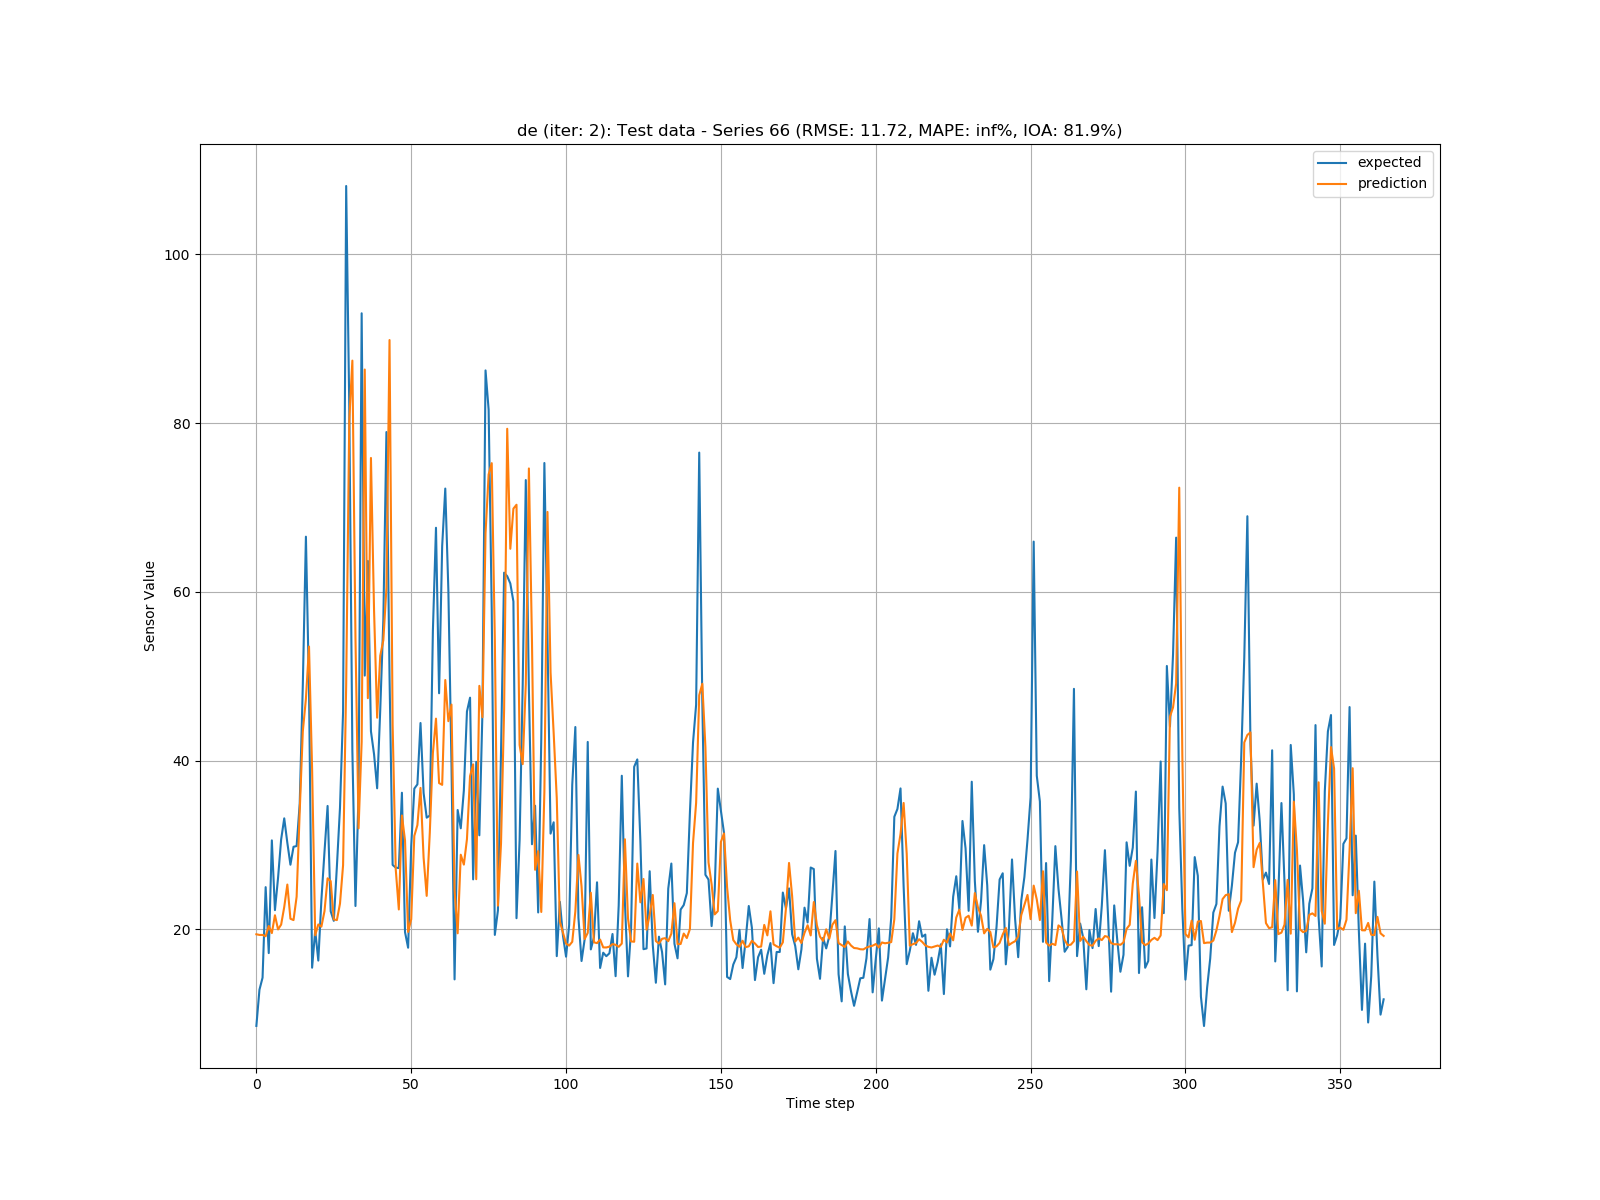 de (iter: 2): Test data - Series 66 (RMSE: 11.72, MAPE: inf%, IOA: 81.9%)
expected
prediction
100
80
60
40
20
Sensor Value
0 50 100 150 200 250 300 350
Time step